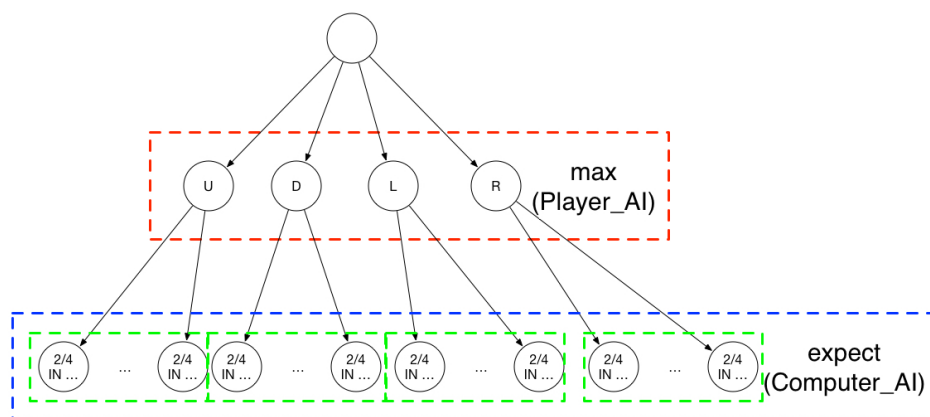 U
D
L
R
max
(Player_AI)
2/4
IN ...
...
2/4
IN ...
2/4
IN ...
...
2/4
IN ...
2/4
IN ...
...
2/4
IN ...
2/4
IN ...
...
2/4
IN ...
expect
(Computer_AI)